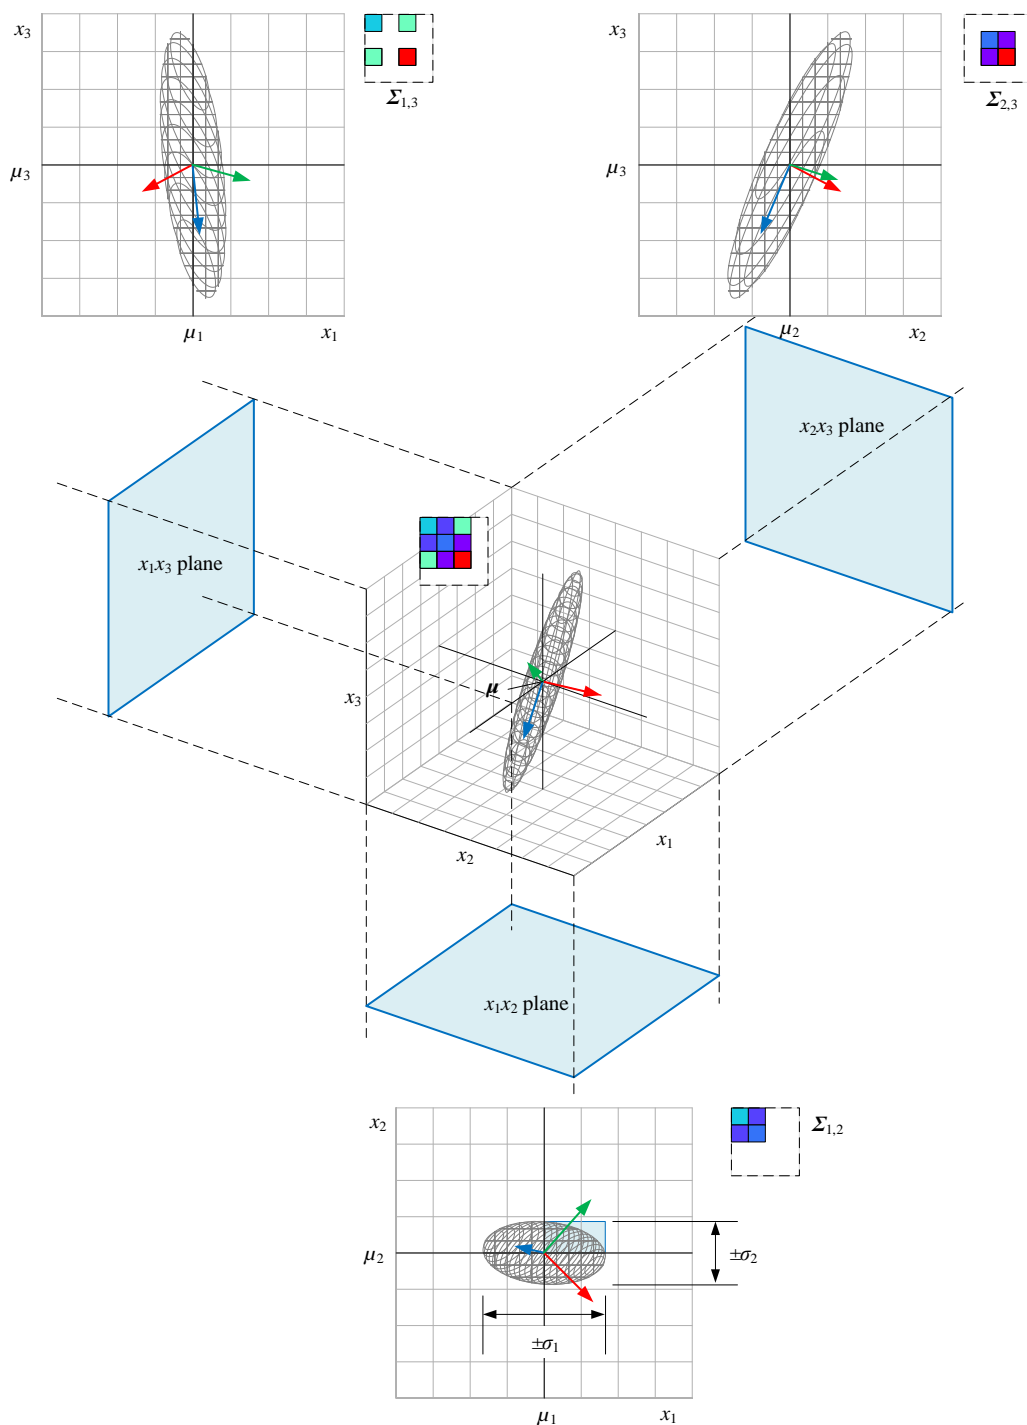 x₃
Σ₁,₃
μ₃
μ₁
x₁
x₃
Σ₂,₃
μ₃
μ₂
x₂
x₂x₃ plane
x₁x₃ plane
μ
x₃
x₂
x₁
x₁x₂ plane
x₂
Σ₁,₂
μ₂
±σ₂
±σ₁
μ₁
x₁